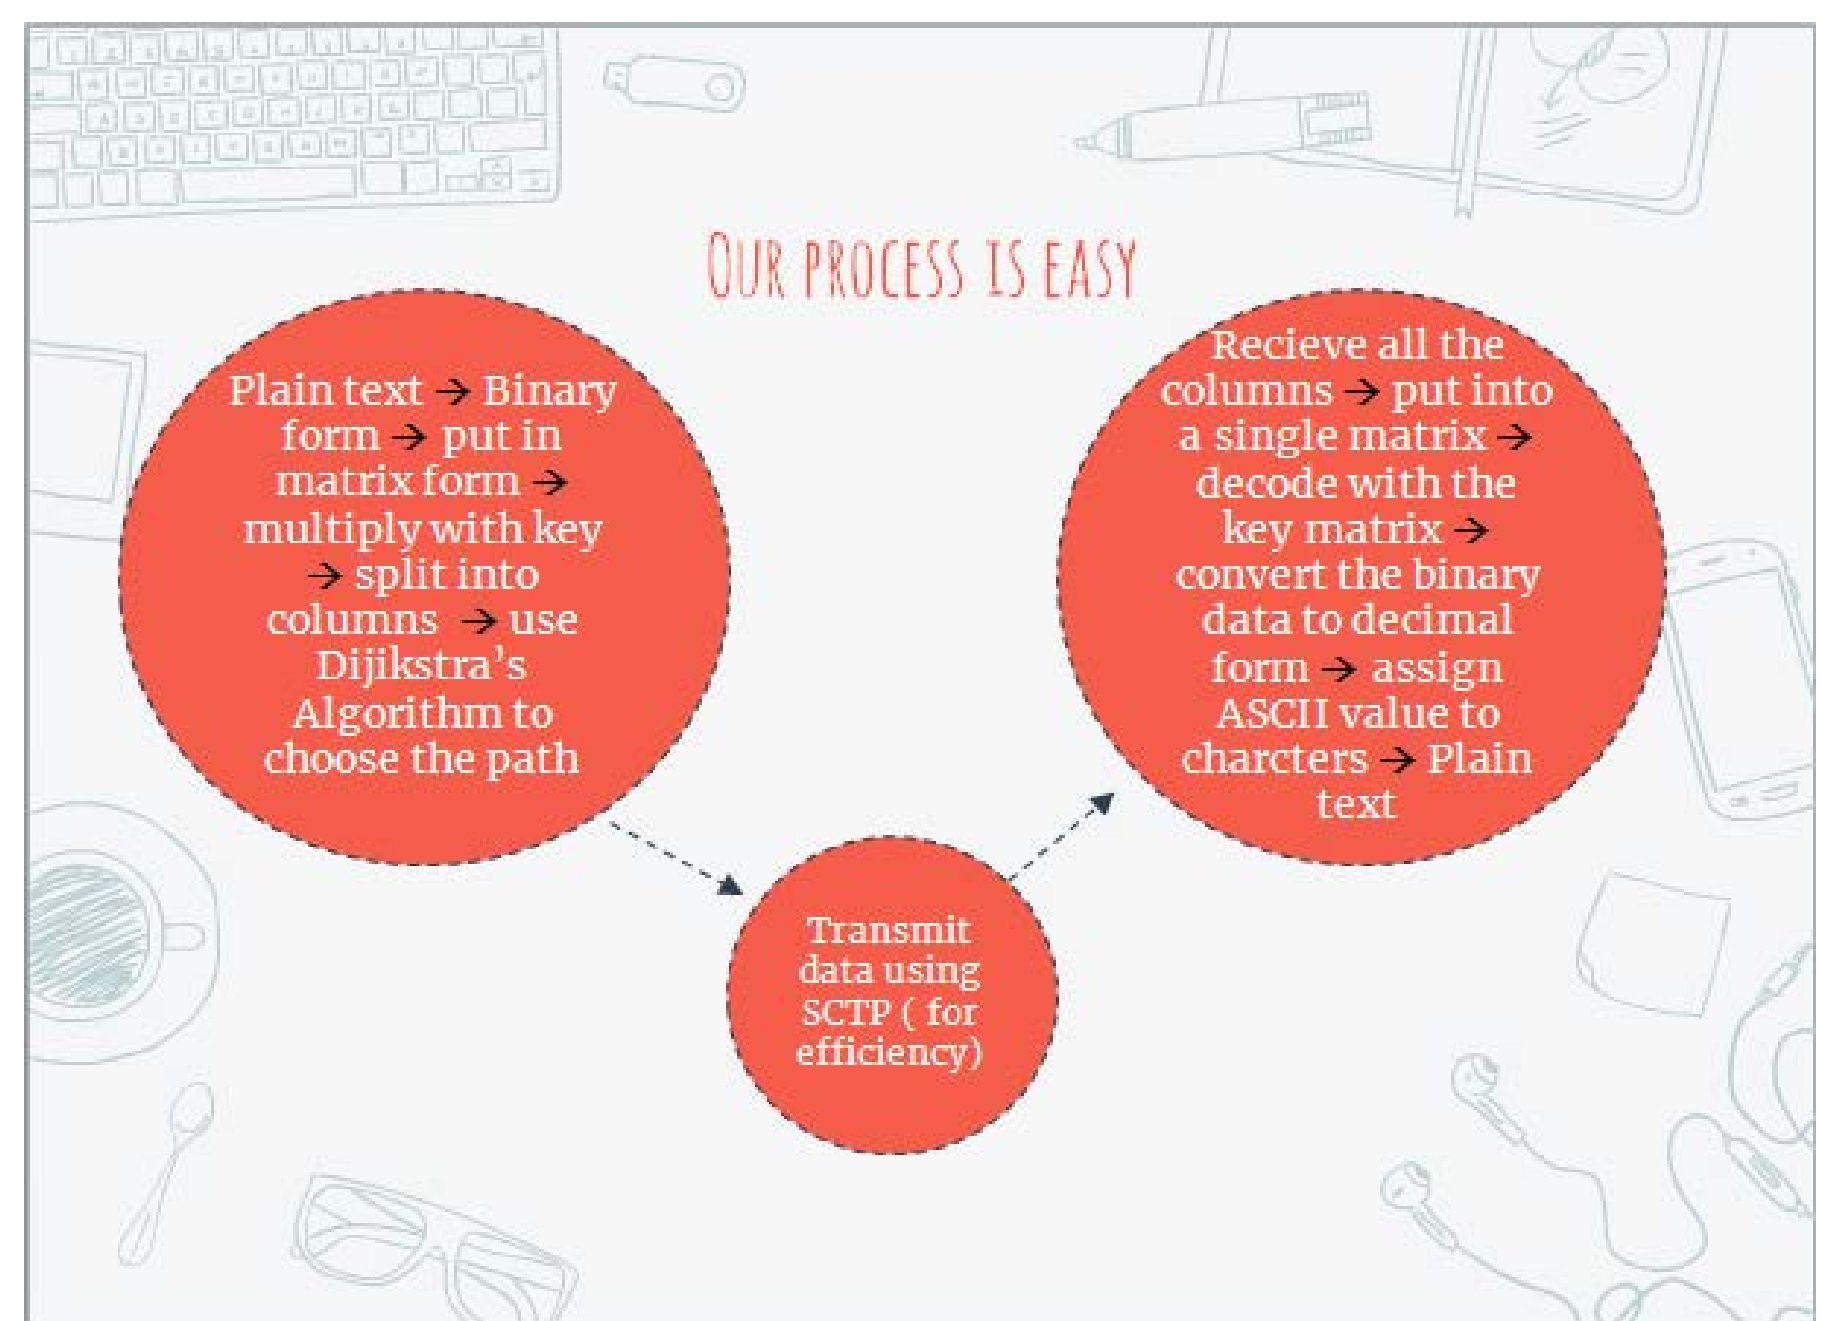 OUR PROCESS IS EASY
Plain text → Binary
form → put in
matrix form →
multiply with key
→ split into
columns → use
Dijikstra’s
Algorithm to
choose the path
Transmit
data using
SCTP ( for
efficiency)
Recieve all the
columns → put into
a single matrix →
decode with the
key matrix →
convert the binary
data to decimal
form → assign
ASCII value to
charcters → Plain
text